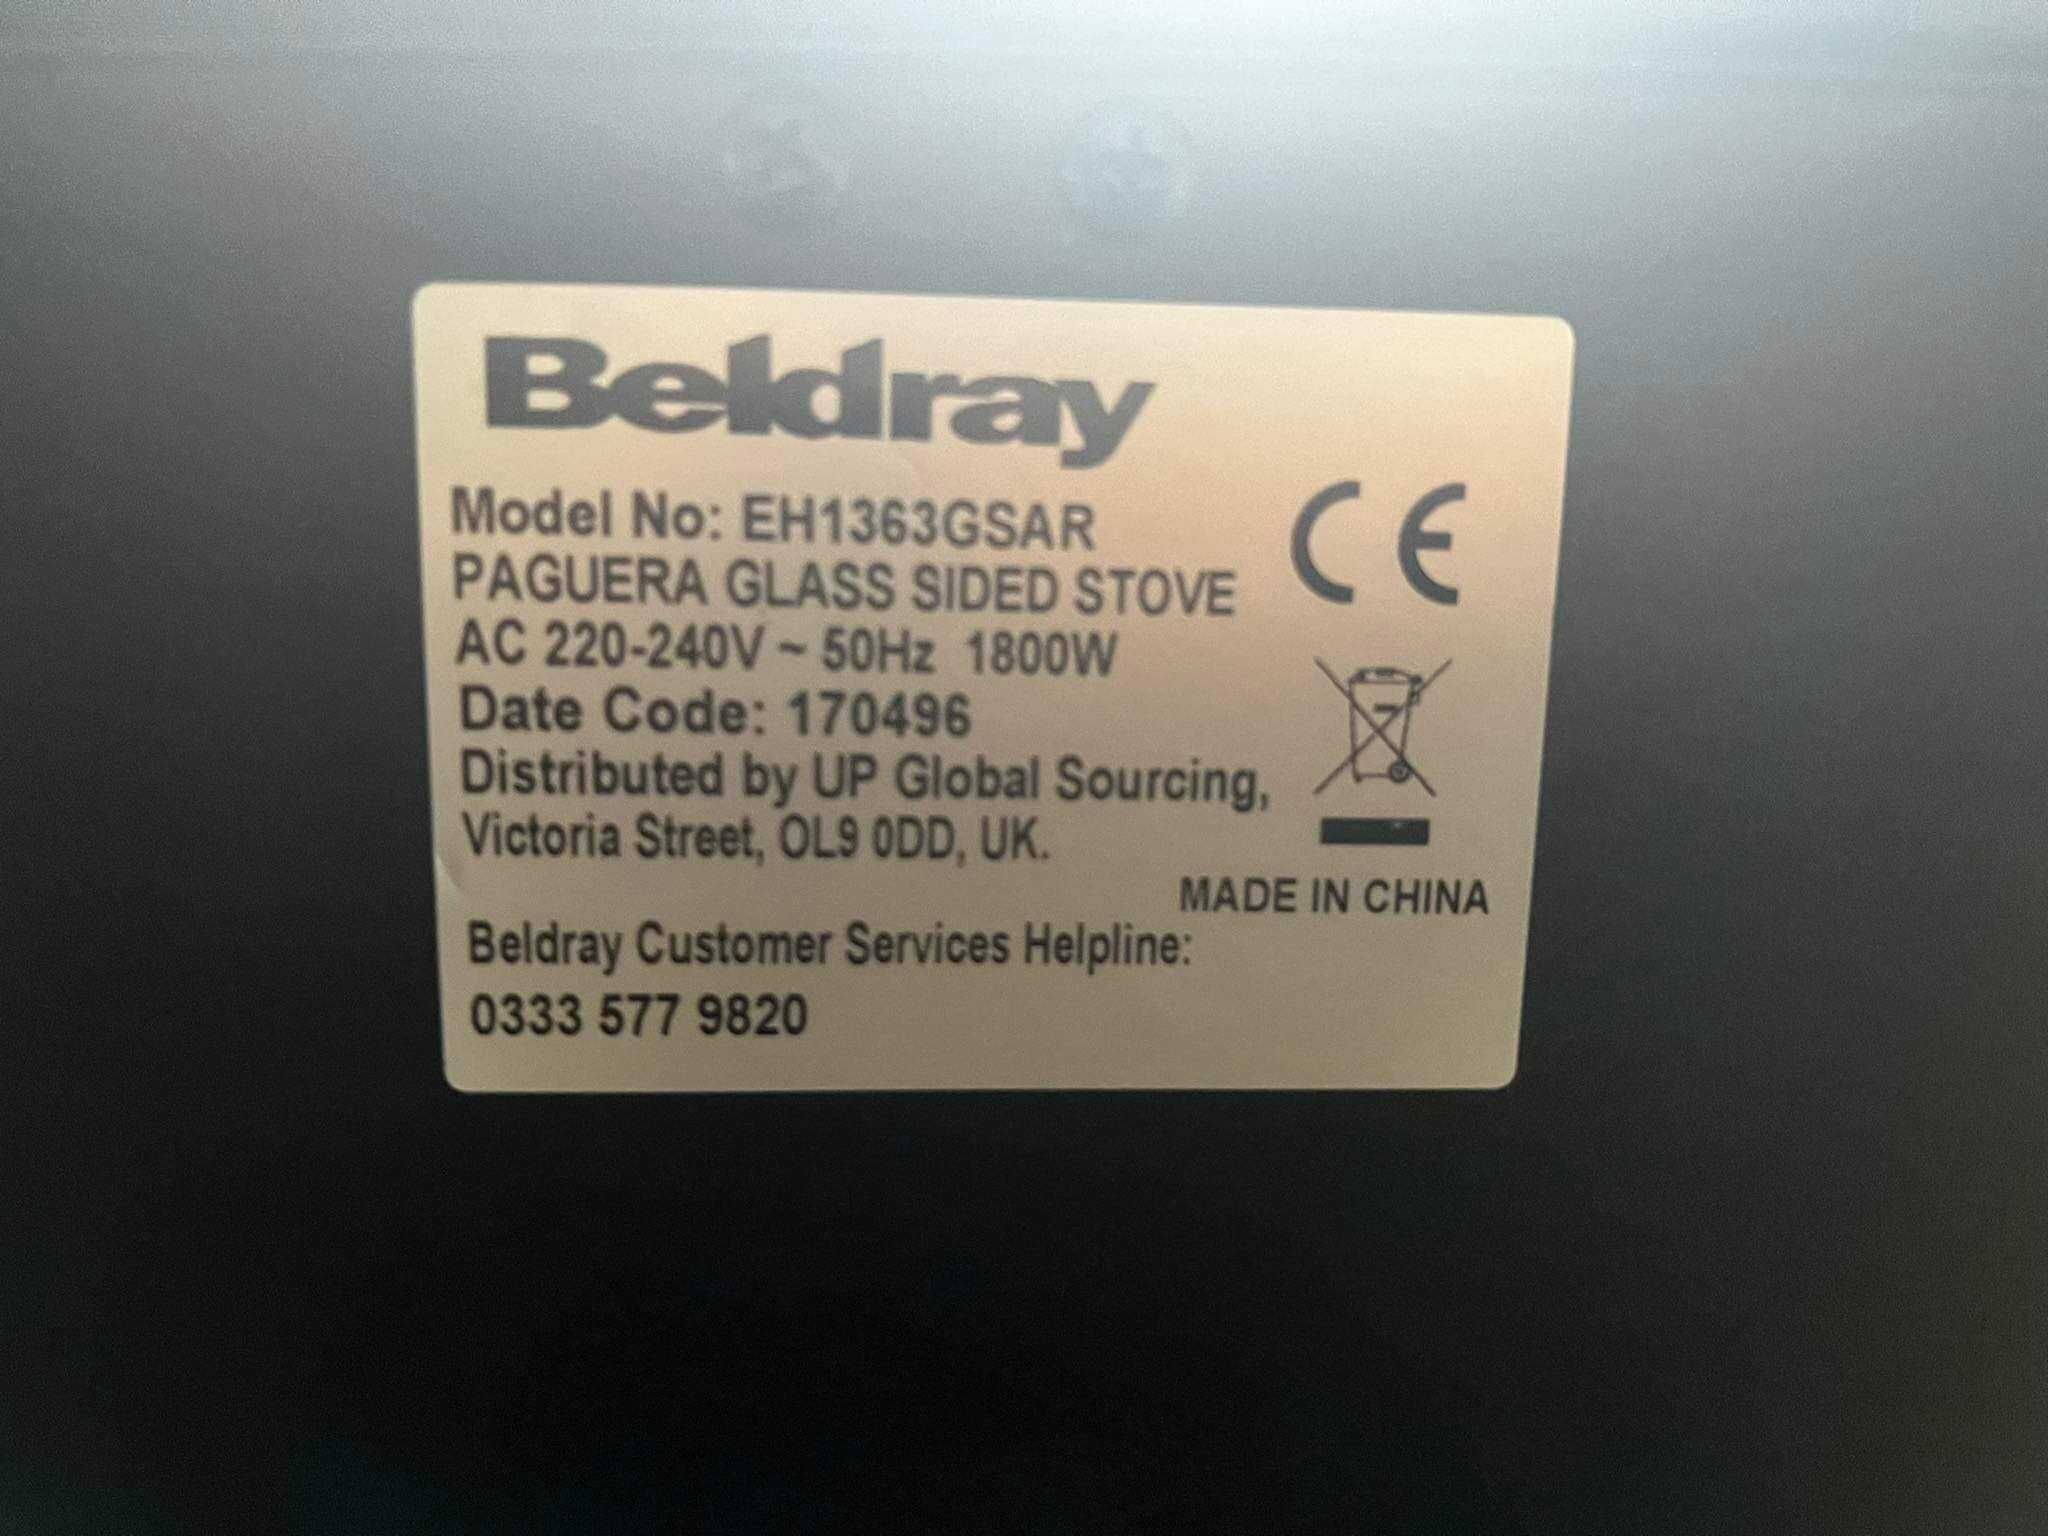 Beldray
Model No: EH1363GSAR
PAGUERA GLASS SIDED STOVE
AC 220-240V ~ 50Hz 1800W
Date Code: 170496
Distributed by UP Global Sourcing,
Victoria Street, OL9 0DD, UK.
CE
MADE IN CHINA
Beldray Customer Services Helpline:
0333 577 9820